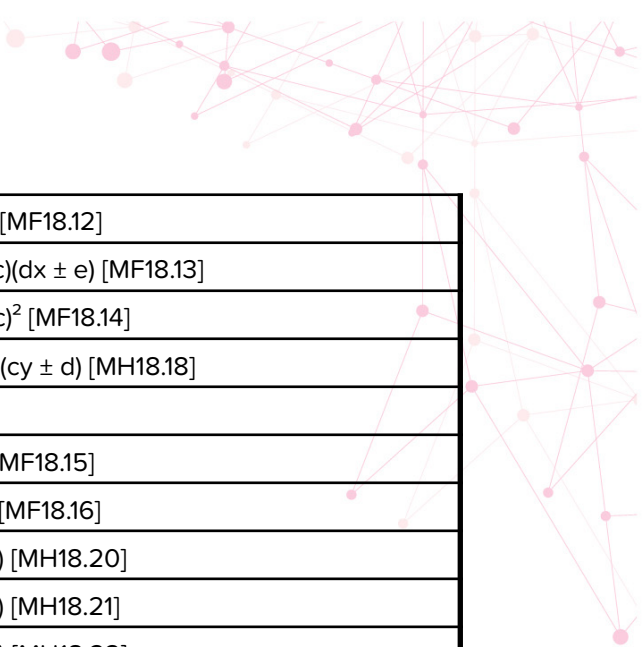 [MF18.12]
c)(dx ± e) [MF18.13]
c)² [MF18.14]
(cy ± d) [MH18.18]
MF18.15]
[MF18.16]
) [MH18.20]
) [MH18.21]